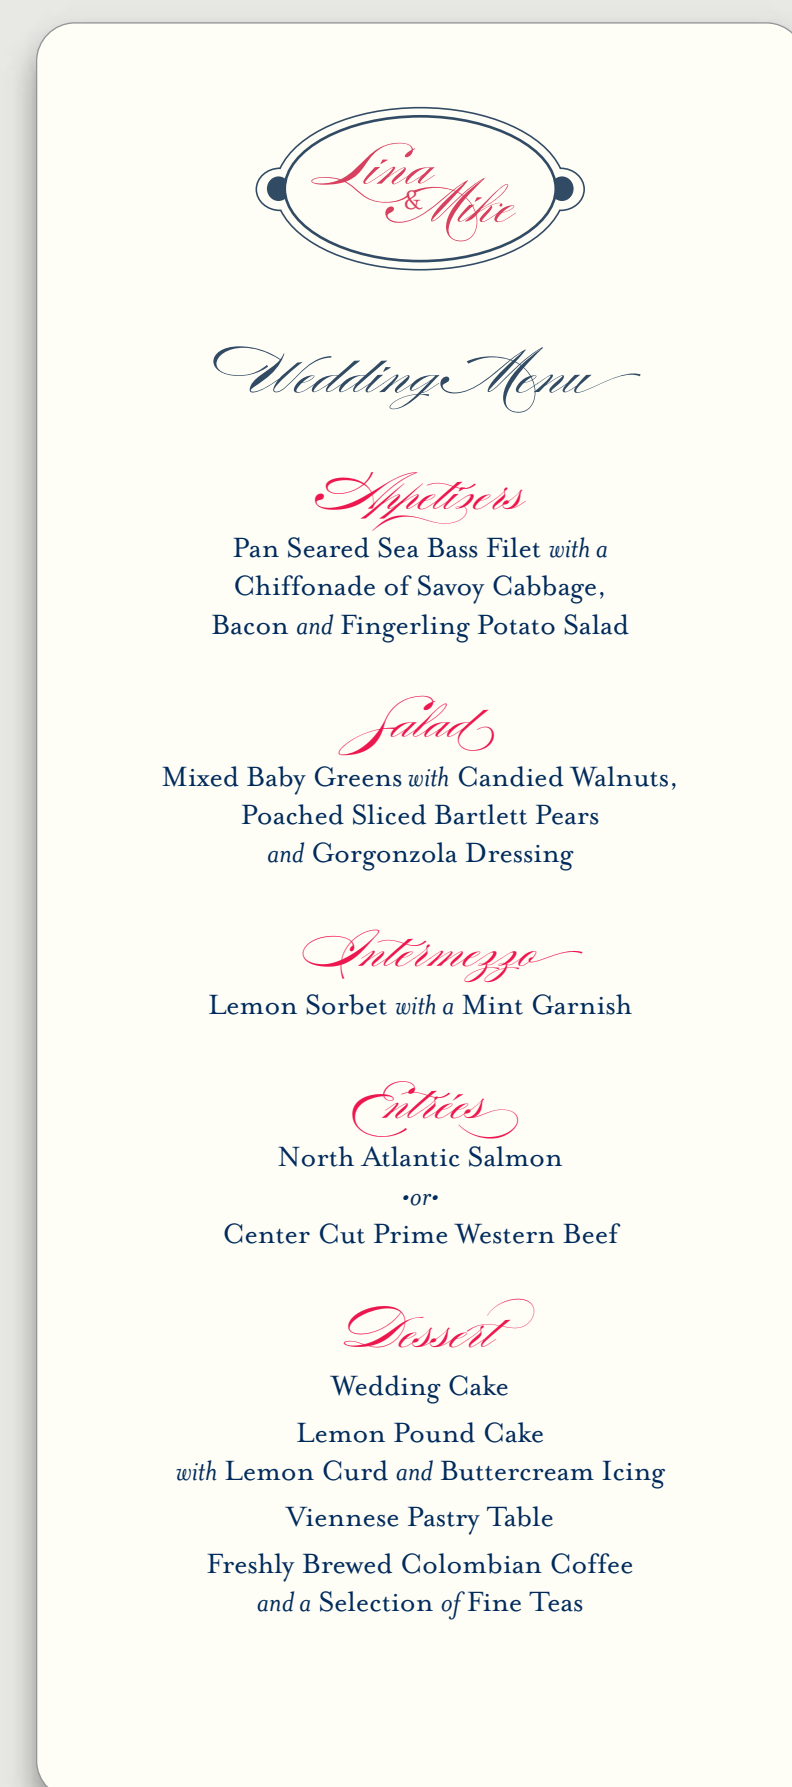 Lina
& Mike
Wedding Menu
Appetizers
Pan Seared Sea Bass Filet with a
Chiffonade of Savoy Cabbage,
Bacon and Fingerling Potato Salad
Salad
Mixed Baby Greens with Candied Walnuts,
Poached Sliced Bartlett Pears
and Gorgonzola Dressing
Intermezzo
Lemon Sorbet with a Mint Garnish
Entrées
North Atlantic Salmon
•or•
Center Cut Prime Western Beef
Dessert
Wedding Cake
Lemon Pound Cake
with Lemon Curd and Buttercream Icing
Viennese Pastry Table
Freshly Brewed Colombian Coffee
and a Selection of Fine Teas